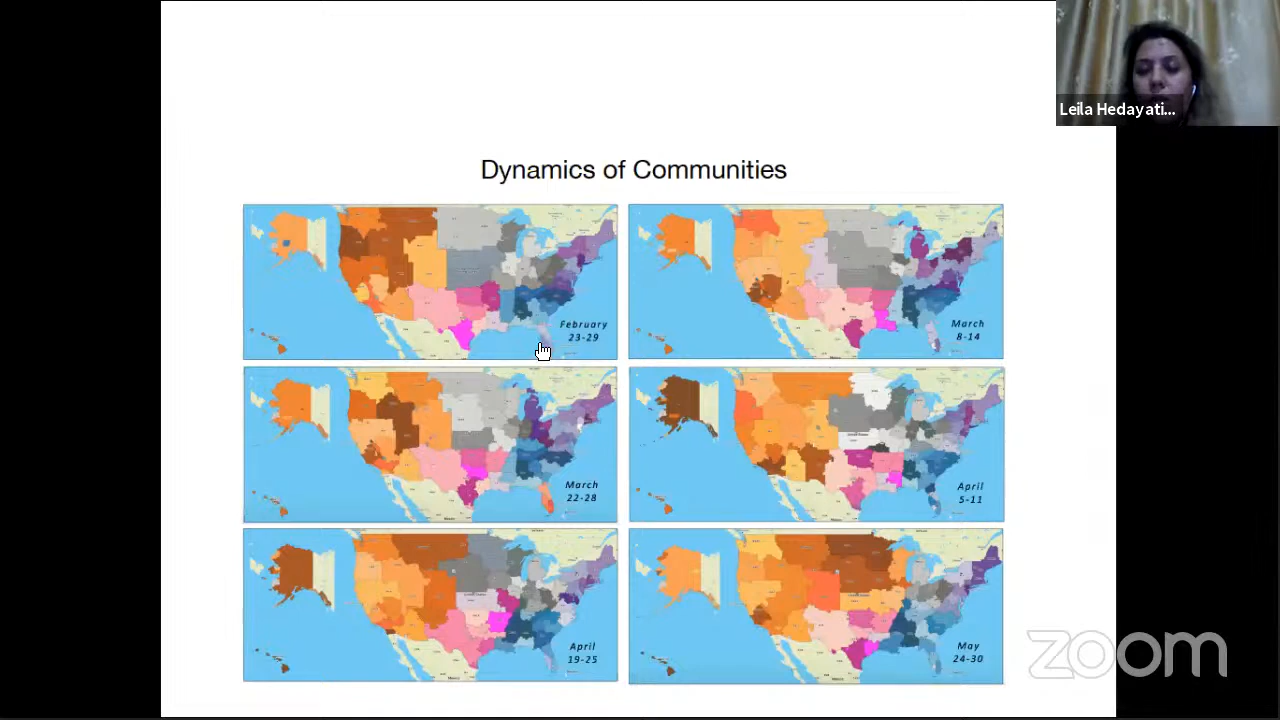 Leila Hedayati...
Dynamics of Communities
February
23-29
March
8-14
March
22-28
April
5-11
April
19-25
May
24-30
zoom